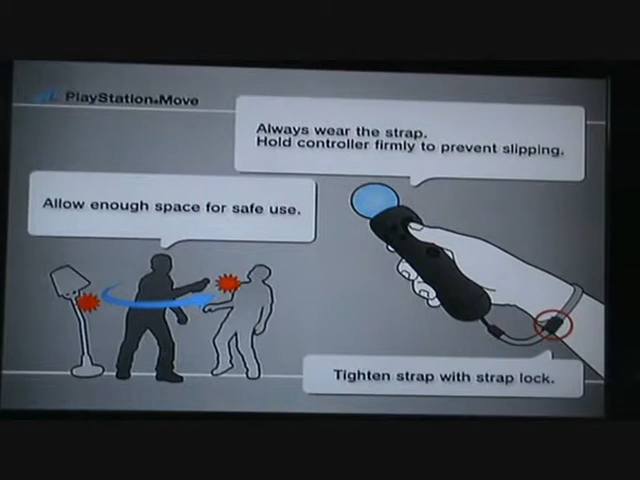 PlayStation®Move
Always wear the strap.
Hold controller firmly to prevent slipping.
Allow enough space for safe use.
Tighten strap with strap lock.